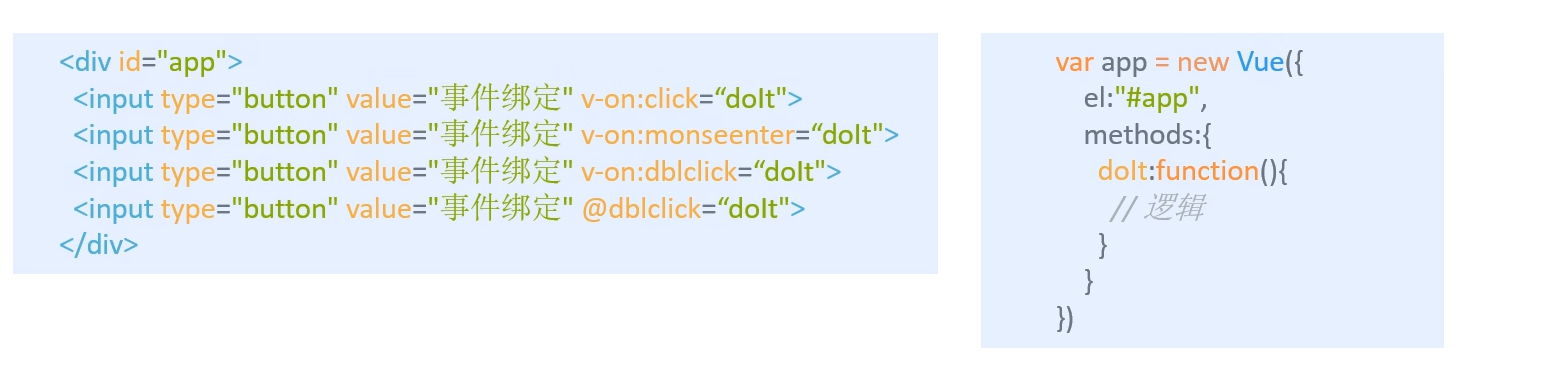 <div id="app">
<input type="button" value="事件绑定" v-on:click=“doIt">
<input type="button" value="事件绑定" v-on:monseenter=“doIt">
<input type="button" value="事件绑定" v-on:dblclick=“doIt">
<input type="button" value="事件绑定" @dblclick=“doIt">
</div>
var app = new Vue({
el:"#app",
methods:{
doIt:function(){
// 逻辑
}
}
})